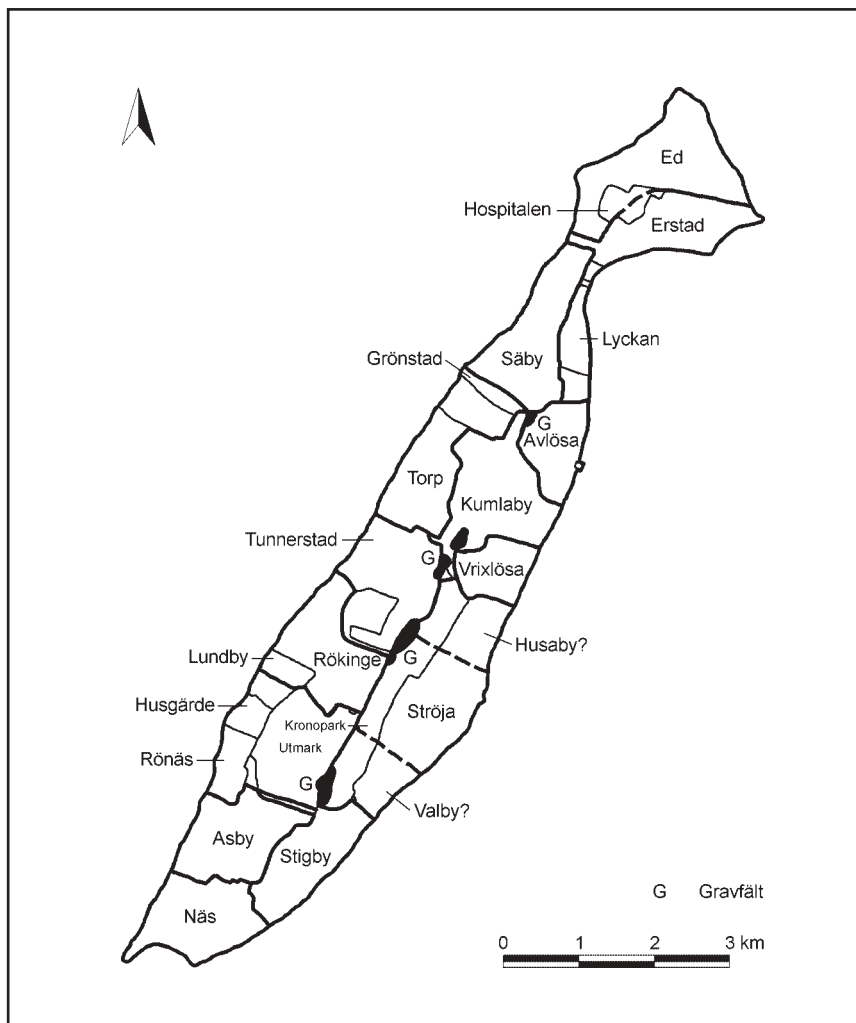 Ed
Hospitalen
Erstad
Lyckan
Säby
Grönstad
G
Avlösa
Torp
Kumlaby
Tunnerstad
G
Vrixlösa
Husaby?
Lundby
Rökinge
G
Husgärde
Ströja
Kronopark
Utmark
Rönäs
G
Valby?
Asby
Stigby
Näs
G Gravfält
0 1 2 3 km